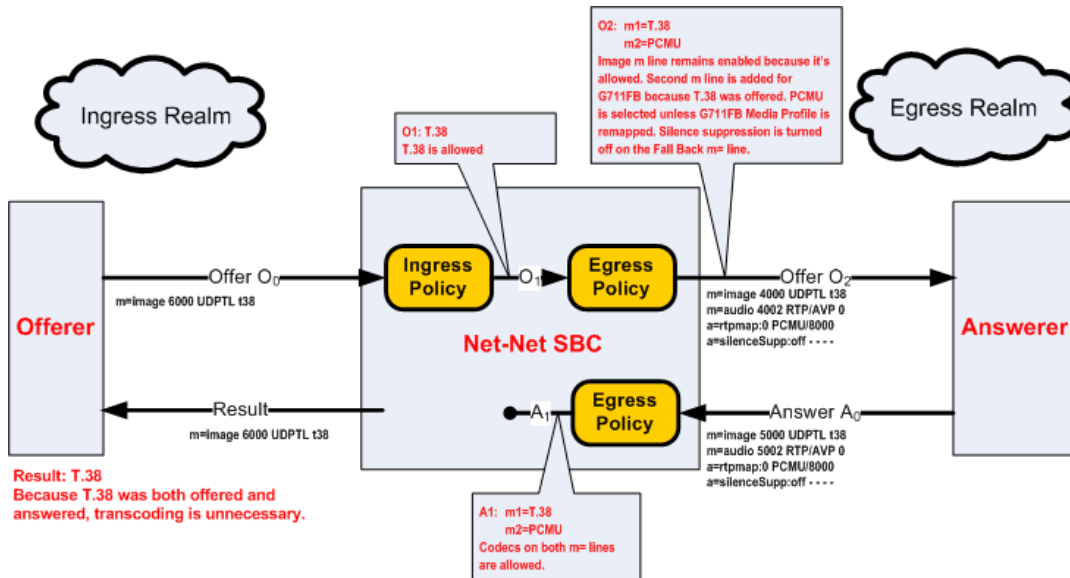 O2: m1=T.38
m2=PCMU
Image m line remains enabled because it's
allowed. Second m line is added for
G711FB because T.38 was offered. PCMU
is selected unless G711FB Media Profile is
remapped. Silence suppression is turned
off on the Fall Back m= line.
Ingress Realm
Egress Realm
O1: T.38
T.38 is allowed
Offerer
Offer O0
m=image 6000 UDPTL t38
Ingress
Policy
O1
Egress
Policy
Offer O2
m=image 4000 UDPTL t38
m=audio 4002 RTP/AVP 0
a=rtpmap:0 PCMU/8000
a=silenceSupp:off - - - -
Answerer
Net-Net SBC
Result
m=image 6000 UDPTL t38
A1
Egress
Policy
Answer A0
m=image 5000 UDPTL t38
m=audio 5002 RTP/AVP 0
a=rtpmap:0 PCMU/8000
a=silenceSupp:off - - - -
Result: T.38
Because T.38 was both offered and
answered, transcoding is unnecessary.
A1: m1=T.38
m2=PCMU
Codecs on both m= lines
are allowed.